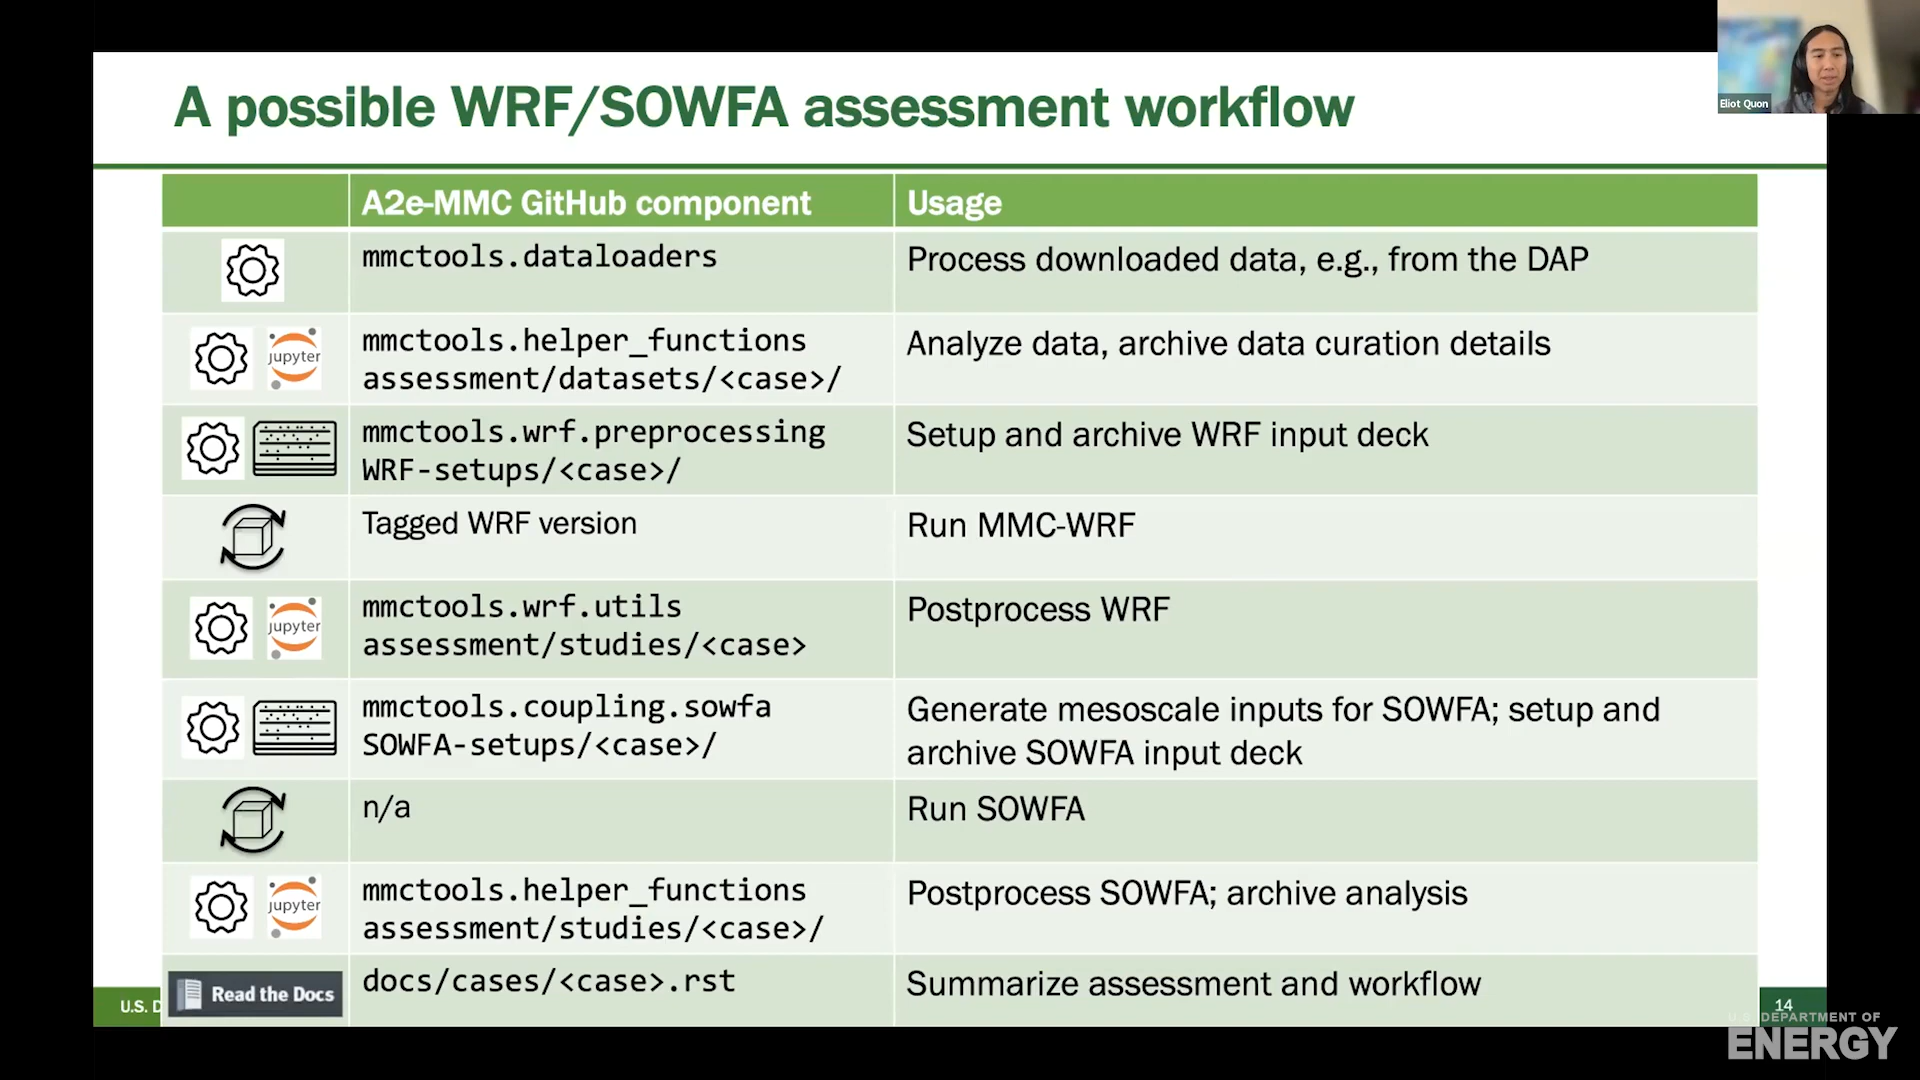 Eliot Quon
A possible WRF/SOWFA assessment workflow
A2e-MMC GitHub component
Usage
mmctools.dataloaders
Process downloaded data, e.g., from the DAP
jupyter
mmctools.helper_functions
assessment/datasets/<case>/
Analyze data, archive data curation details
mmctools.wrf.preprocessing
WRF-setups/<case>/
Setup and archive WRF input deck
Tagged WRF version
Run MMC-WRF
jupyter
mmctools.wrf.utils
assessment/studies/<case>
Postprocess WRF
mmctools.coupling.sowfa
SOWFA-setups/<case>/
Generate mesoscale inputs for SOWFA; setup and
archive SOWFA input deck
n/a
Run SOWFA
jupyter
mmctools.helper_functions
assessment/studies/<case>/
Postprocess SOWFA; archive analysis
Read the Docs
docs/cases/<case>.rst
Summarize assessment and workflow
U.S. D
14
U.S. DEPARTMENT OF
ENERGY